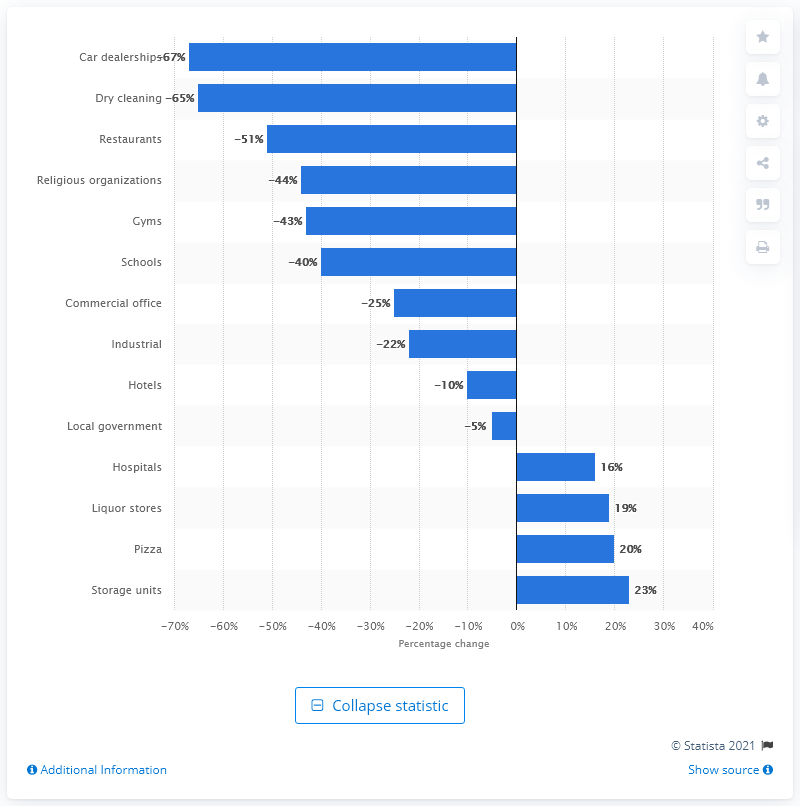 Car dealerships -67%
Dry cleaning -65%
Restaurants -51%
Religious organizations -44%
Gyms -43%
Schools -40%
Commercial office -25%
Industrial -22%
Hotels -10%
Local government -5%
Hospitals 16%
Liquor stores 19%
Pizza 20%
Storage units 23%
-70% -60% -50% -40% -30% -20% -10% 0% 10% 20% 30% 40%
Percentage change
Collapse statistic
© Statista 2021
Additional Information Show source